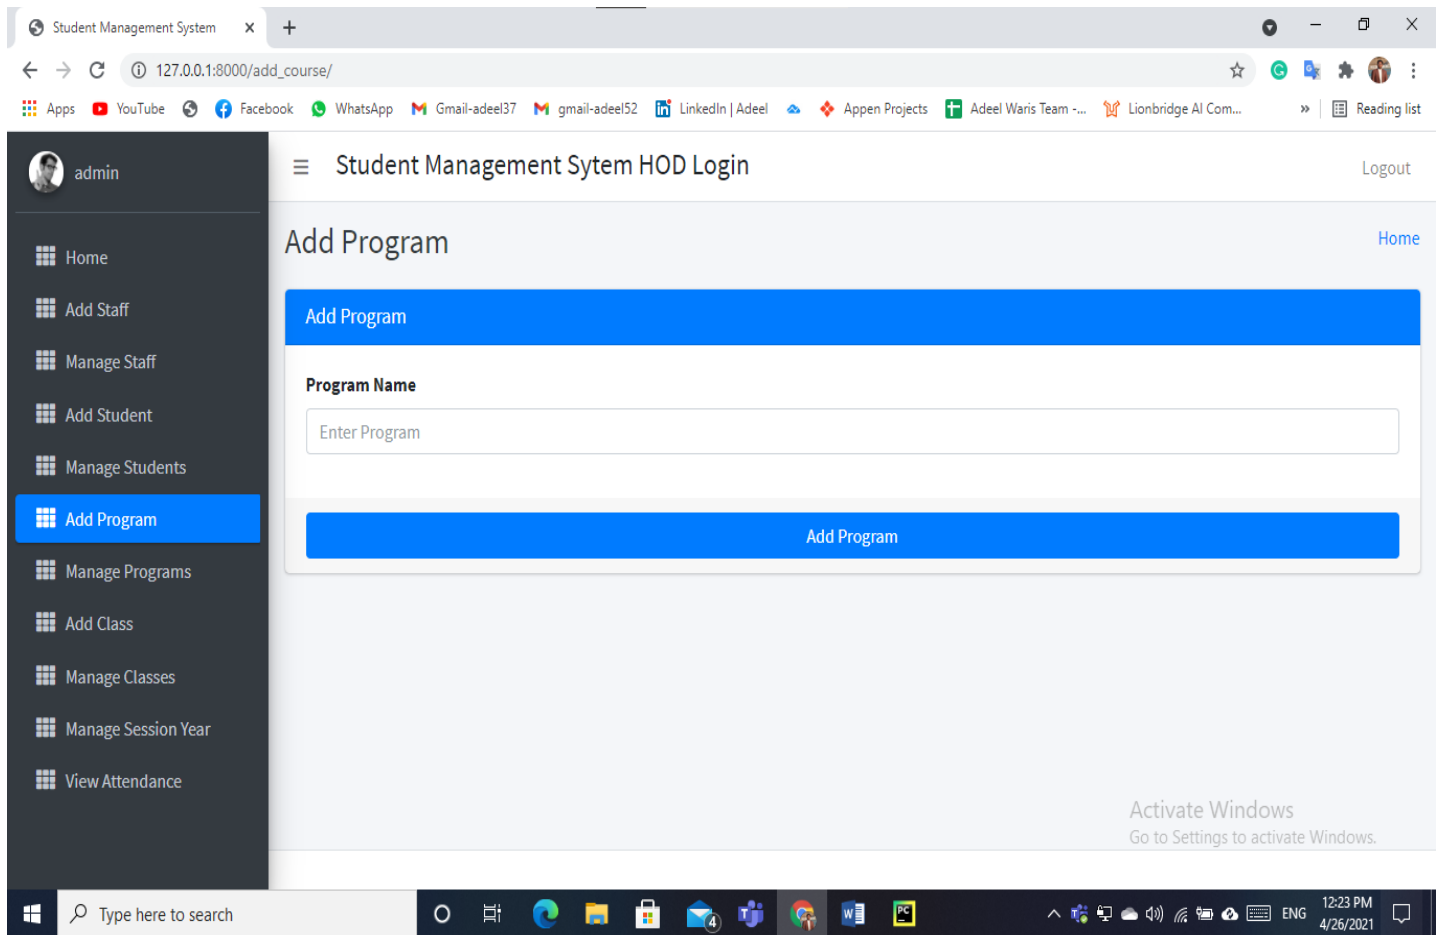 Student Management System
127.0.0.1:8000/add_course/
Apps YouTube Facebook WhatsApp Gmail-adeel37 gmail-adeel52 LinkedIn | Adeel Appen Projects Adeel Waris Team -... Lionbridge AI Com... » Reading list
admin
Student Management Sytem HOD Login
Logout
Add Program
Home
Home
Add Staff
Manage Staff
Add Student
Manage Students
Add Program
Manage Programs
Add Class
Manage Classes
Manage Session Year
View Attendance
Add Program
Program Name
Enter Program
Add Program
Activate Windows
Go to Settings to activate Windows.
Type here to search
4
ENG
12:23 PM
4/26/2021